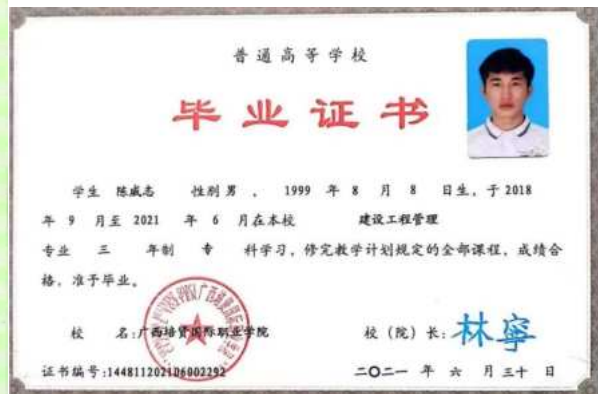 普通高等学校
毕业证书
学生 陈威志 性别 男 ， 1999 年 8 月 8 日生，于 2018
年 9 月至 2021 年 6 月在本校 建设工程管理
专业 三 年制 专 科学习，修完教学计划规定的全部课程，成绩合
格，准予毕业。
校 名：广西培贤国际职业学院
校（院）长：林寧
证书编号：144811202106002292
二〇二一 年 六 月 三十 日